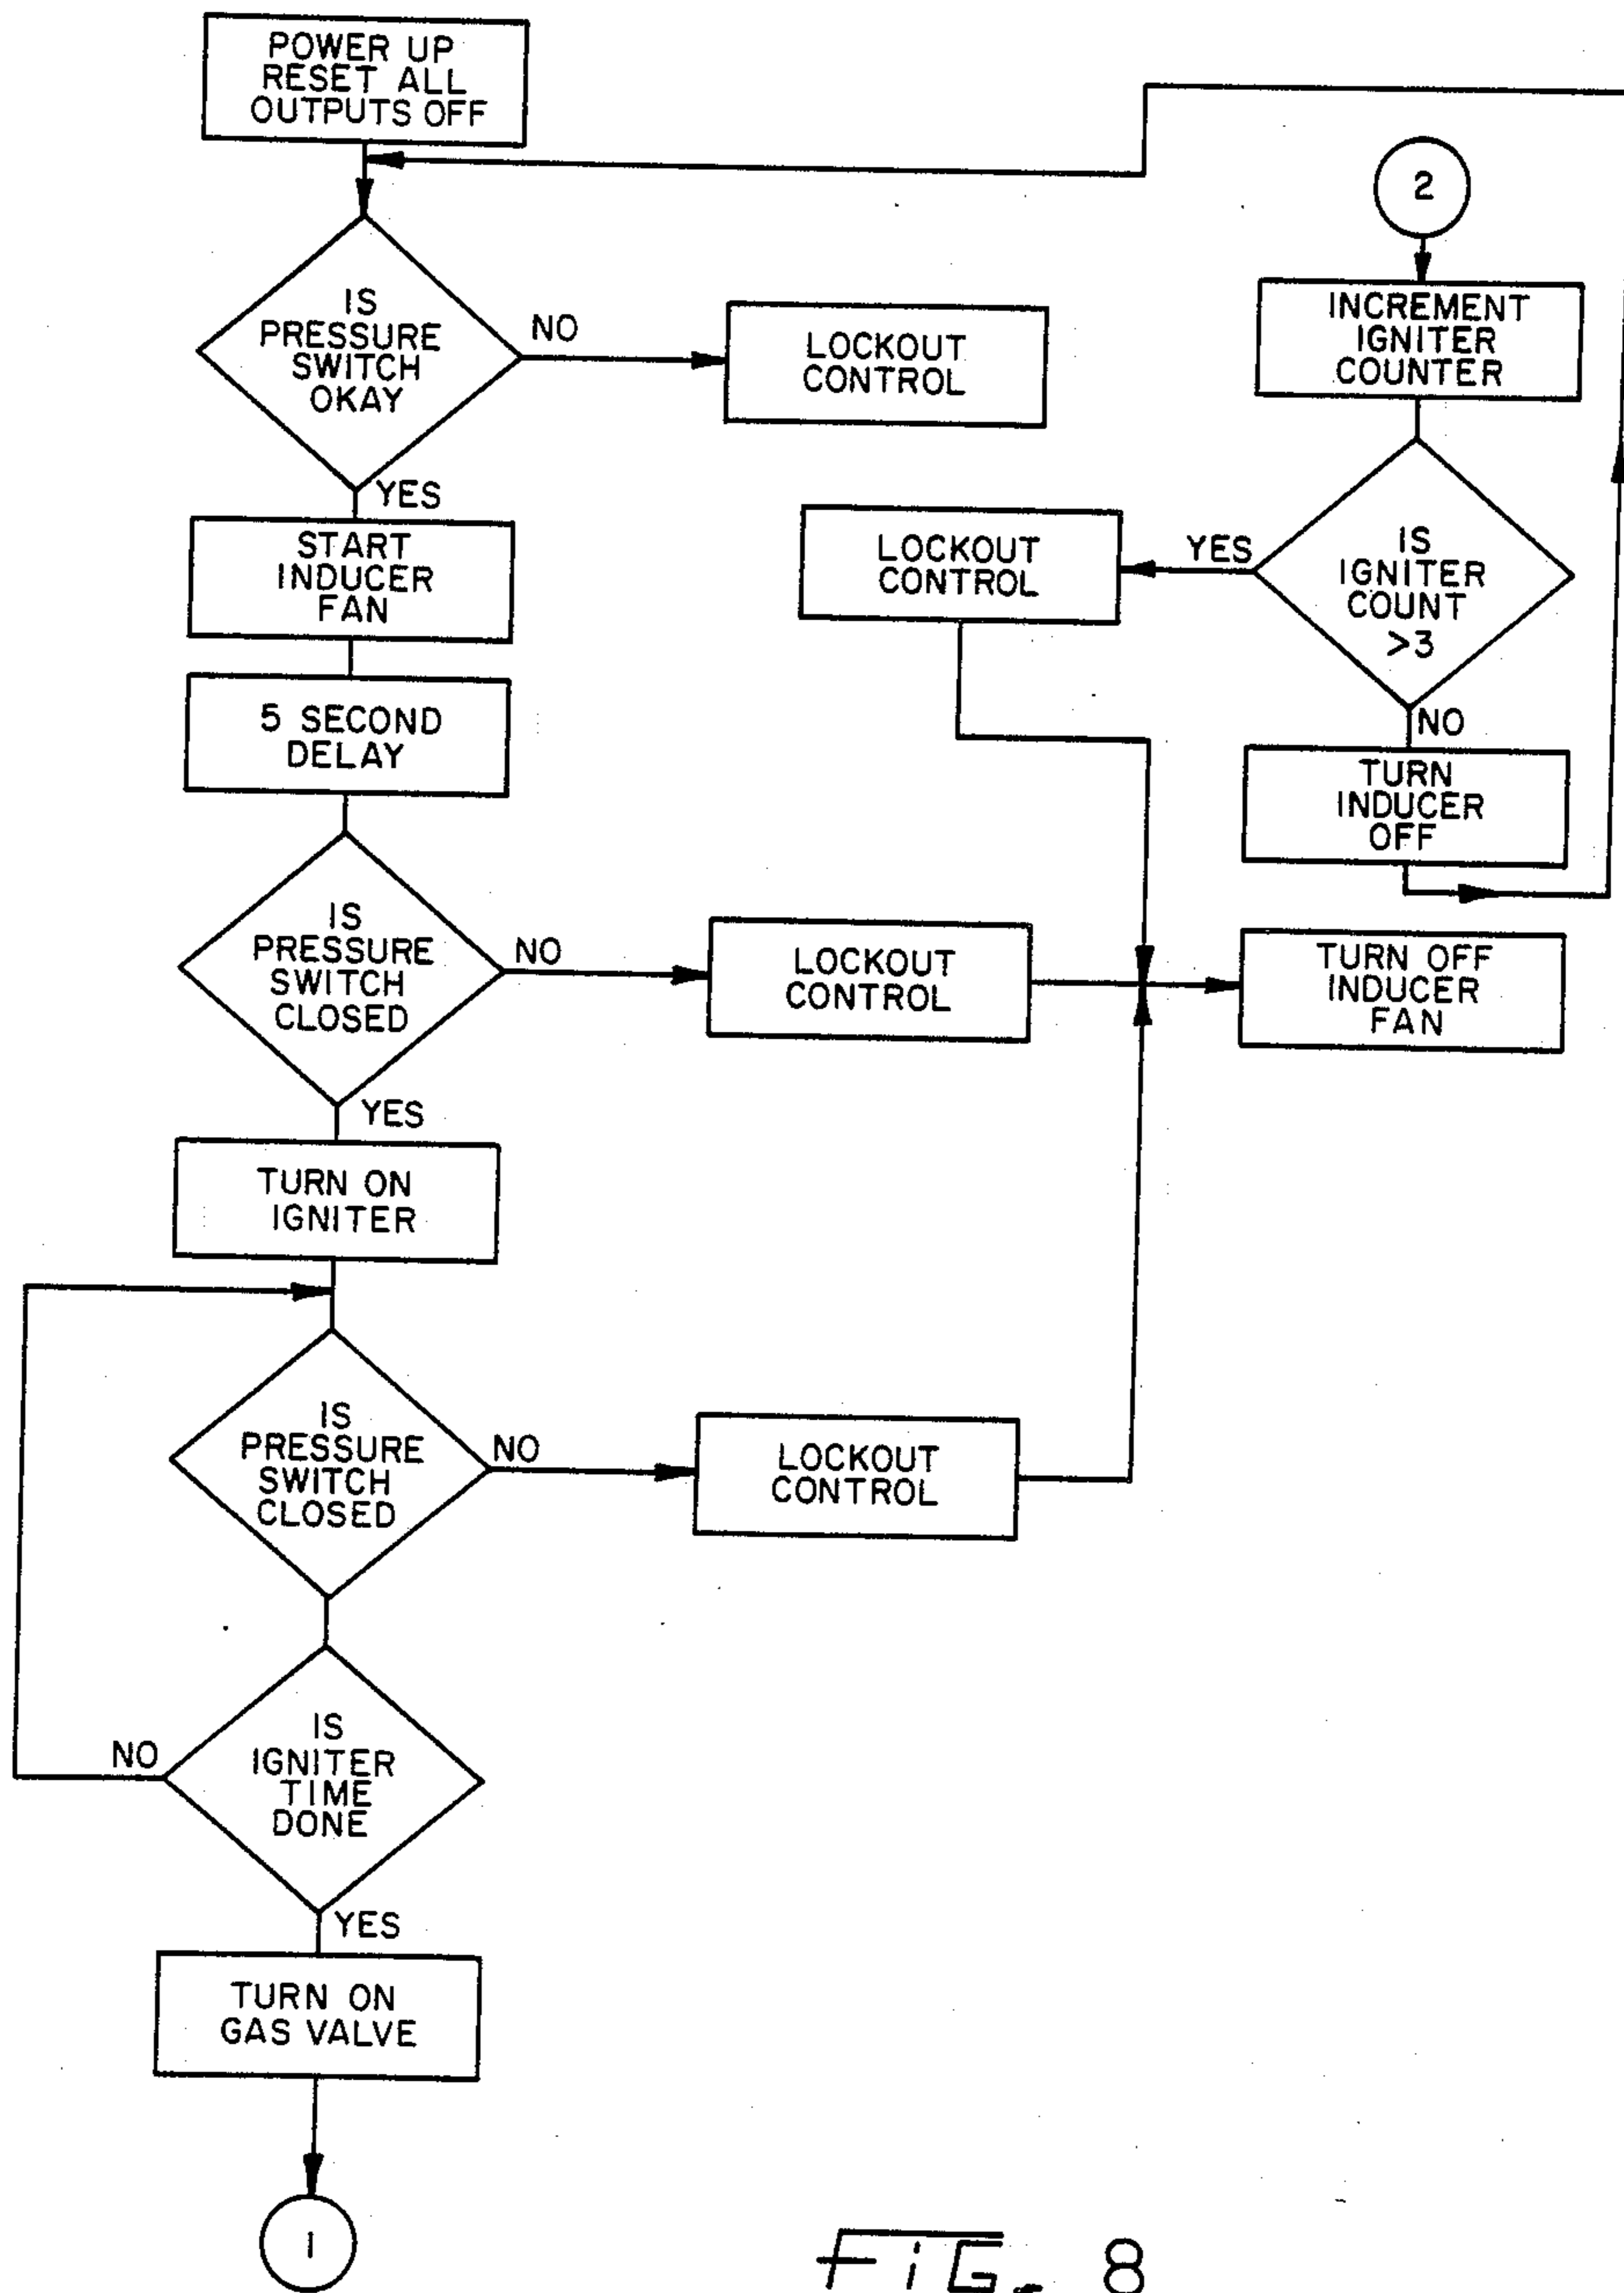 POWER UP
RESET ALL
OUTPUTS OFF
IS
PRESSURE
SWITCH
OKAY
NO
LOCKOUT
CONTROL
YES
START
INDUCER
FAN
5 SECOND
DELAY
IS
PRESSURE
SWITCH
CLOSED
NO
LOCKOUT
CONTROL
YES
TURN ON
IGNITER
IS
PRESSURE
SWITCH
CLOSED
NO
LOCKOUT
CONTROL
IS
IGNITER
TIME
DONE
NO
YES
TURN ON
GAS VALVE
1
2
INCREMENT
IGNITER
COUNTER
IS
IGNITER
COUNT
>3
YES
LOCKOUT
CONTROL
NO
TURN
INDUCER
OFF
TURN OFF
INDUCER
FAN
FIG. 8